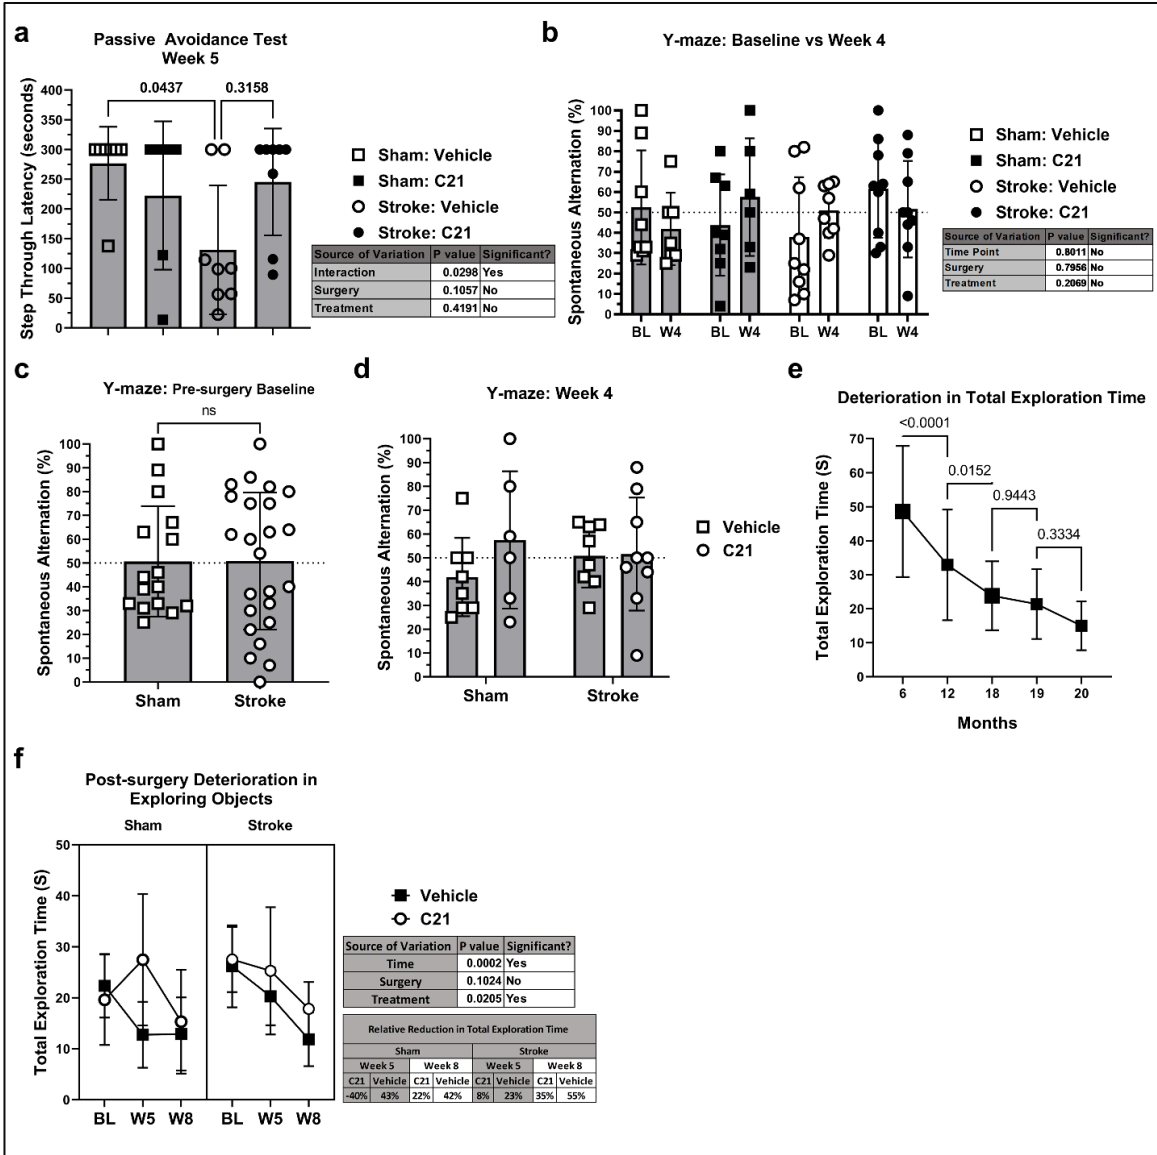 a
Passive Avoidance Test
Week 5
Step Through Latency (seconds)
400
350
300
250
200
150
100
50
0
0.0437
0.3158
Sham: Vehicle
Sham: C21
Stroke: Vehicle
Stroke: C21
Source of Variation P value Significant?
Interaction 0.0298 Yes
Surgery 0.1057 No
Treatment 0.4191 No
b
Y-maze: Baseline vs Week 4
Spontaneous Alternation (%)
100
90
80
70
60
50
40
30
20
10
0
BL W4 BL W4 BL W4 BL W4
Sham: Vehicle
Sham: C21
Stroke: Vehicle
Stroke: C21
Source of Variation P value Significant?
Time Point 0.8011 No
Surgery 0.7956 No
Treatment 0.2069 No
c
Y-maze: Pre-surgery Baseline
ns
Spontaneous Alternation (%)
100
90
80
70
60
50
40
30
20
10
0
Sham Stroke
d
Y-maze: Week 4
Spontaneous Alternation (%)
100
90
80
70
60
50
40
30
20
10
0
Sham Stroke
Vehicle
C21
e
Deterioration in Total Exploration Time
Total Exploration Time (S)
70
60
50
40
30
20
10
0
<0.0001
0.0152
0.9443
0.3334
6 12 18 19 20
Months
f
Post-surgery Deterioration in
Exploring Objects
Sham Stroke
Total Exploration Time (S)
50
40
30
20
10
0
BL W5 W8 BL W5 W8
Vehicle
C21
Source of Variation P value Significant?
Time 0.0002 Yes
Surgery 0.1024 No
Treatment 0.0205 Yes
Relative Reduction in Total Exploration Time
Sham Stroke
Week 5 Week 8 Week 5 Week 8
C21 Vehicle C21 Vehicle C21 Vehicle C21 Vehicle
-40% 43% 22% 42% 8% 23% 35% 55%